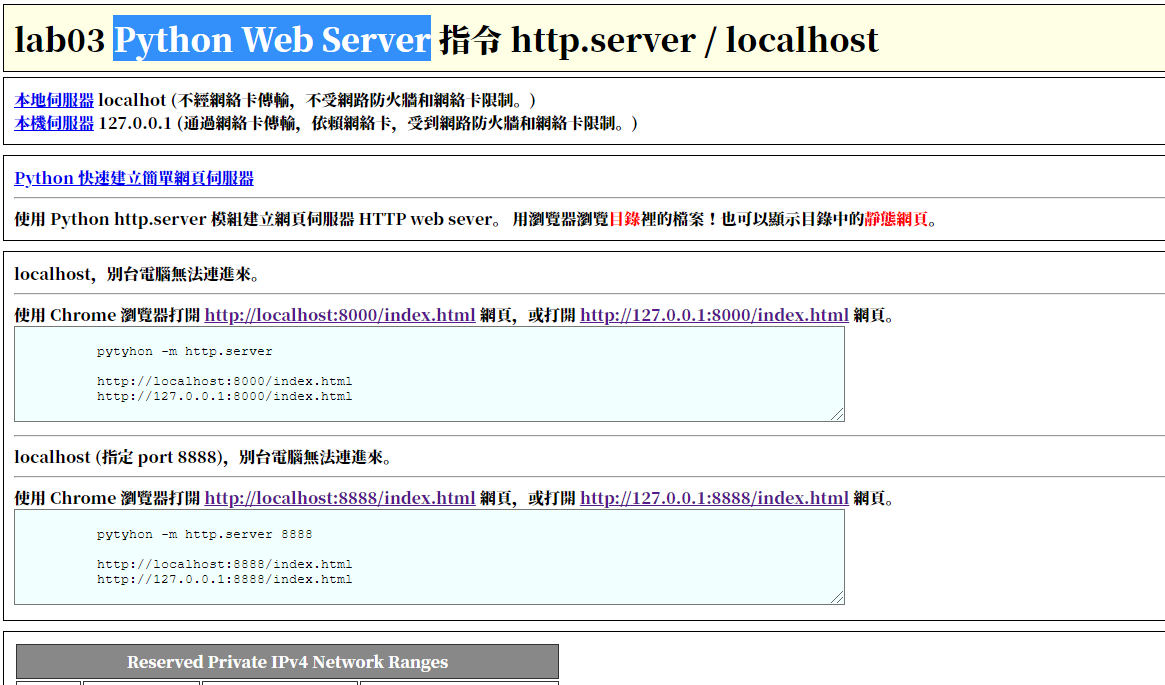 lab03 Python Web Server 指令 http.server / localhost
本地伺服器 localhot (不經網絡卡傳輸，不受網路防火牆和網絡卡限制。)
本機伺服器 127.0.0.1 (通過網絡卡傳輸，依賴網絡卡，受到網路防火牆和網絡卡限制。)
Python 快速建立簡單網頁伺服器
使用 Python http.server 模組建立網頁伺服器 HTTP web sever。 用瀏覽器瀏覽目錄裡的檔案！也可以顯示目錄中的靜態網頁。
localhost，別台電腦無法連進來。
使用 Chrome 瀏覽器打開 http://localhost:8000/index.html 網頁，或打開 http://127.0.0.1:8000/index.html 網頁。
pytyhon -m http.server
http://localhost:8000/index.html
http://127.0.0.1:8000/index.html
localhost (指定 port 8888)，別台電腦無法連進來。
使用 Chrome 瀏覽器打開 http://localhost:8888/index.html 網頁，或打開 http://127.0.0.1:8888/index.html 網頁。
pytyhon -m http.server 8888
http://localhost:8888/index.html
http://127.0.0.1:8888/index.html
Reserved Private IPv4 Network Ranges